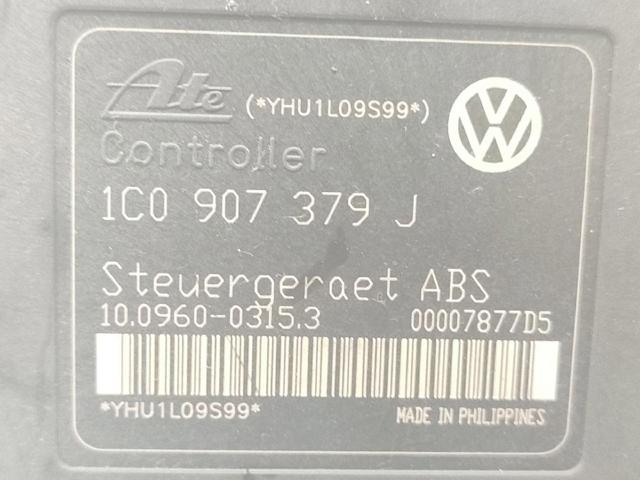 Ate (*YHU1L09S99*)
Controller
1C0 907 379 J
Steuergeraet ABS
10.0960-0315.3 00007877D5
*YHU1L09S99*
MADE IN PHILIPPINES